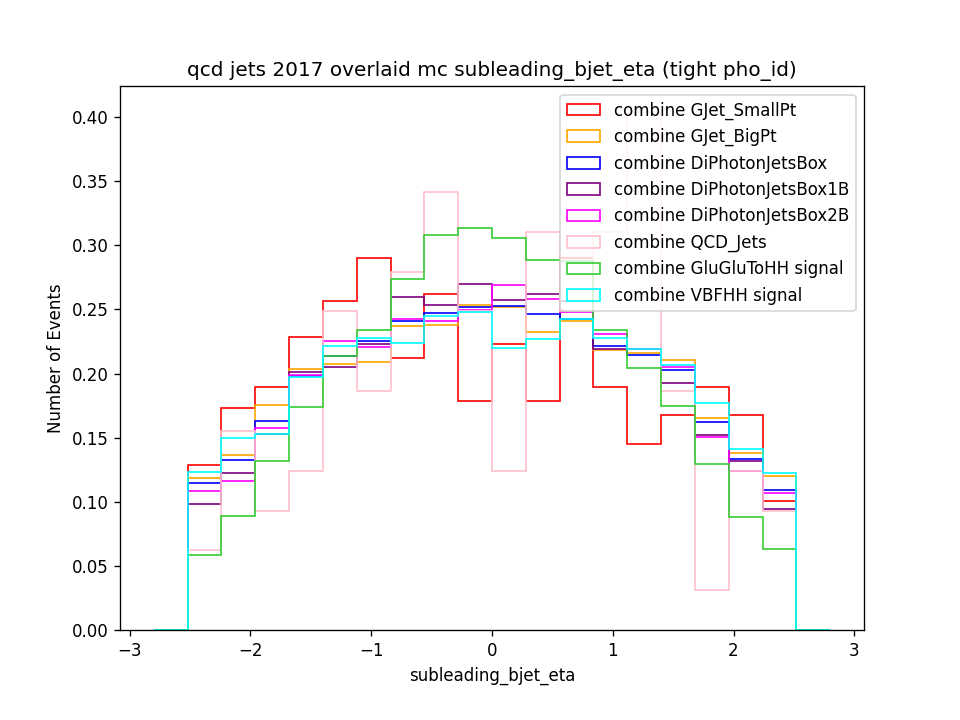 qcd jets 2017 overlaid mc subleading_bjet_eta (tight pho_id)
combine GJet_SmallPt
combine GJet_BigPt
combine DiPhotonJetsBox
combine DiPhotonJetsBox1B
combine DiPhotonJetsBox2B
combine QCD_Jets
combine GluGluToHH signal
combine VBFHH signal
Number of Events
0.40
0.35
0.30
0.25
0.20
0.15
0.10
0.05
0.00
−3 −2 −1 0 1 2 3
subleading_bjet_eta